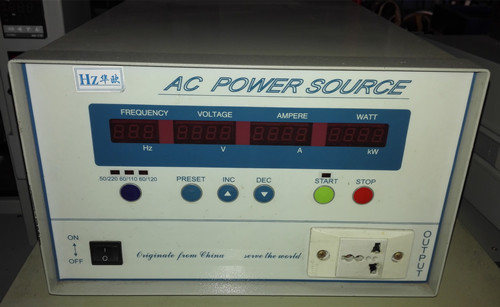 Hz 华欧
AC POWER SOURCE
FREQUENCY VOLTAGE AMPERE WATT
Hz V A kW
50/220 60/110 60/120 PRESET INC DEC START STOP
ON
OFF
Originate from China serve the world.
OUTPUT